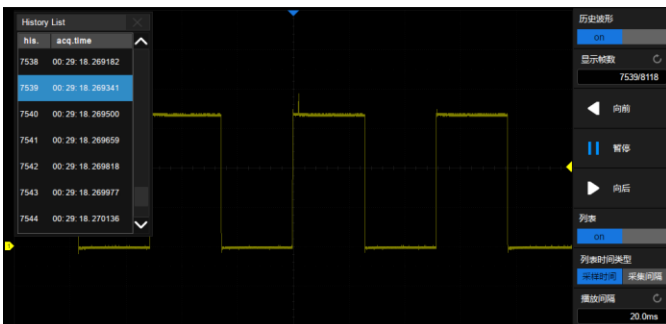 History List
his. acq.time
7538 00: 29: 18. 269182
7539 00: 29: 18. 269341
7540 00: 29: 18. 269500
7541 00: 29: 18. 269659
7542 00: 29: 18. 269818
7543 00: 29: 18. 269977
7544 00: 29: 18. 270136
历史波形
on
显示帧数
7539/8118
向前
暂停
向后
列表
on
列表时间类型
采样时间 采集间隔
播放间隔
20.0ms